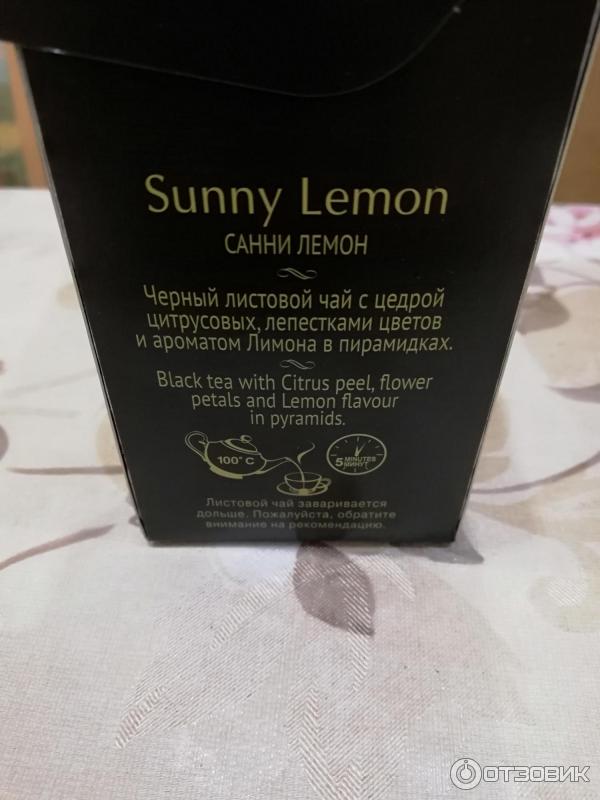 Sunny Lemon
САННИ ЛЕМОН
Черный листовой чай с цедрой
цитрусовых, лепестками цветов
и ароматом Лимона в пирамидках.
Black tea with Citrus peel, flower
petals and Lemon flavour
in pyramids.
100°C
5 MINUTES
МИНУТ
Листовой чай заваривается
дольше. Пожалуйста, обратите
внимание на рекомендацию.
ОТЗОВИК